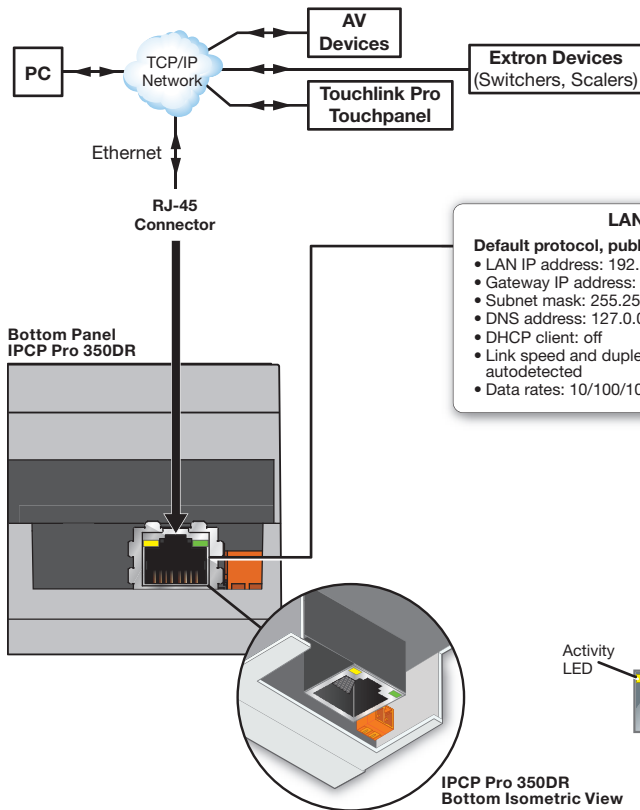 PC
TCP/IP
Network
AV
Devices
Extron Devices
(Switchers, Scalers)
Touchlink Pro
Touchpanel
Ethernet
RJ-45
Connector
LAN
Default protocol, publ
• LAN IP address: 192.
• Gateway IP address:
• Subnet mask: 255.25
• DNS address: 127.0.0
• DHCP client: off
• Link speed and duple
autodetected
• Data rates: 10/100/10
Bottom Panel
IPCP Pro 350DR
Activity
LED
IPCP Pro 350DR
Bottom Isometric View